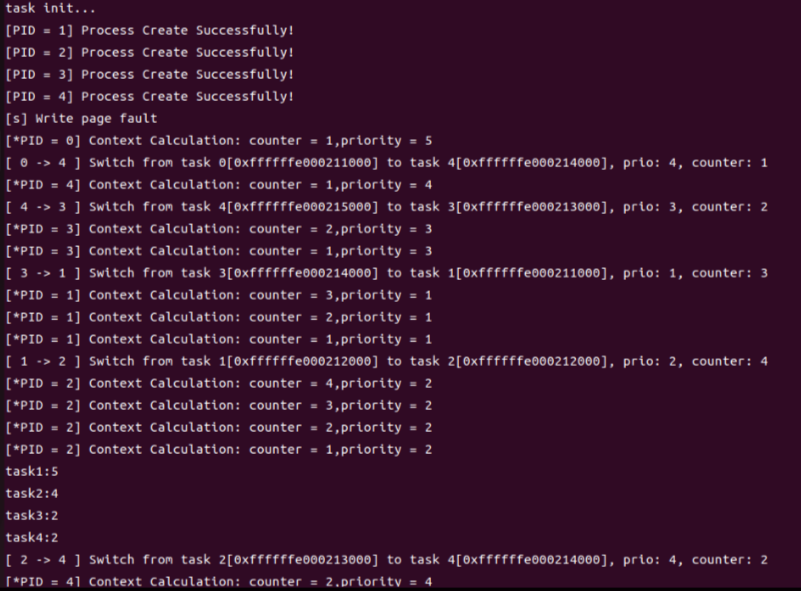 task init...
[PID = 1] Process Create Successfully!
[PID = 2] Process Create Successfully!
[PID = 3] Process Create Successfully!
[PID = 4] Process Create Successfully!
[s] Write page fault
[*PID = 0] Context Calculation: counter = 1,priority = 5
[ 0 -> 4 ] Switch from task 0[0xffffffe000211000] to task 4[0xffffffe000214000], prio: 4, counter: 1
[*PID = 4] Context Calculation: counter = 1,priority = 4
[ 4 -> 3 ] Switch from task 4[0xffffffe000215000] to task 3[0xffffffe000213000], prio: 3, counter: 2
[*PID = 3] Context Calculation: counter = 2,priority = 3
[*PID = 3] Context Calculation: counter = 1,priority = 3
[ 3 -> 1 ] Switch from task 3[0xffffffe000214000] to task 1[0xffffffe000211000], prio: 1, counter: 3
[*PID = 1] Context Calculation: counter = 3,priority = 1
[*PID = 1] Context Calculation: counter = 2,priority = 1
[*PID = 1] Context Calculation: counter = 1,priority = 1
[ 1 -> 2 ] Switch from task 1[0xffffffe000212000] to task 2[0xffffffe000212000], prio: 2, counter: 4
[*PID = 2] Context Calculation: counter = 4,priority = 2
[*PID = 2] Context Calculation: counter = 3,priority = 2
[*PID = 2] Context Calculation: counter = 2,priority = 2
[*PID = 2] Context Calculation: counter = 1,priority = 2
task1:5
task2:4
task3:2
task4:2
[ 2 -> 4 ] Switch from task 2[0xffffffe000213000] to task 4[0xffffffe000214000], prio: 4, counter: 2
[*PID = 4] Context Calculation: counter = 2,priority = 4